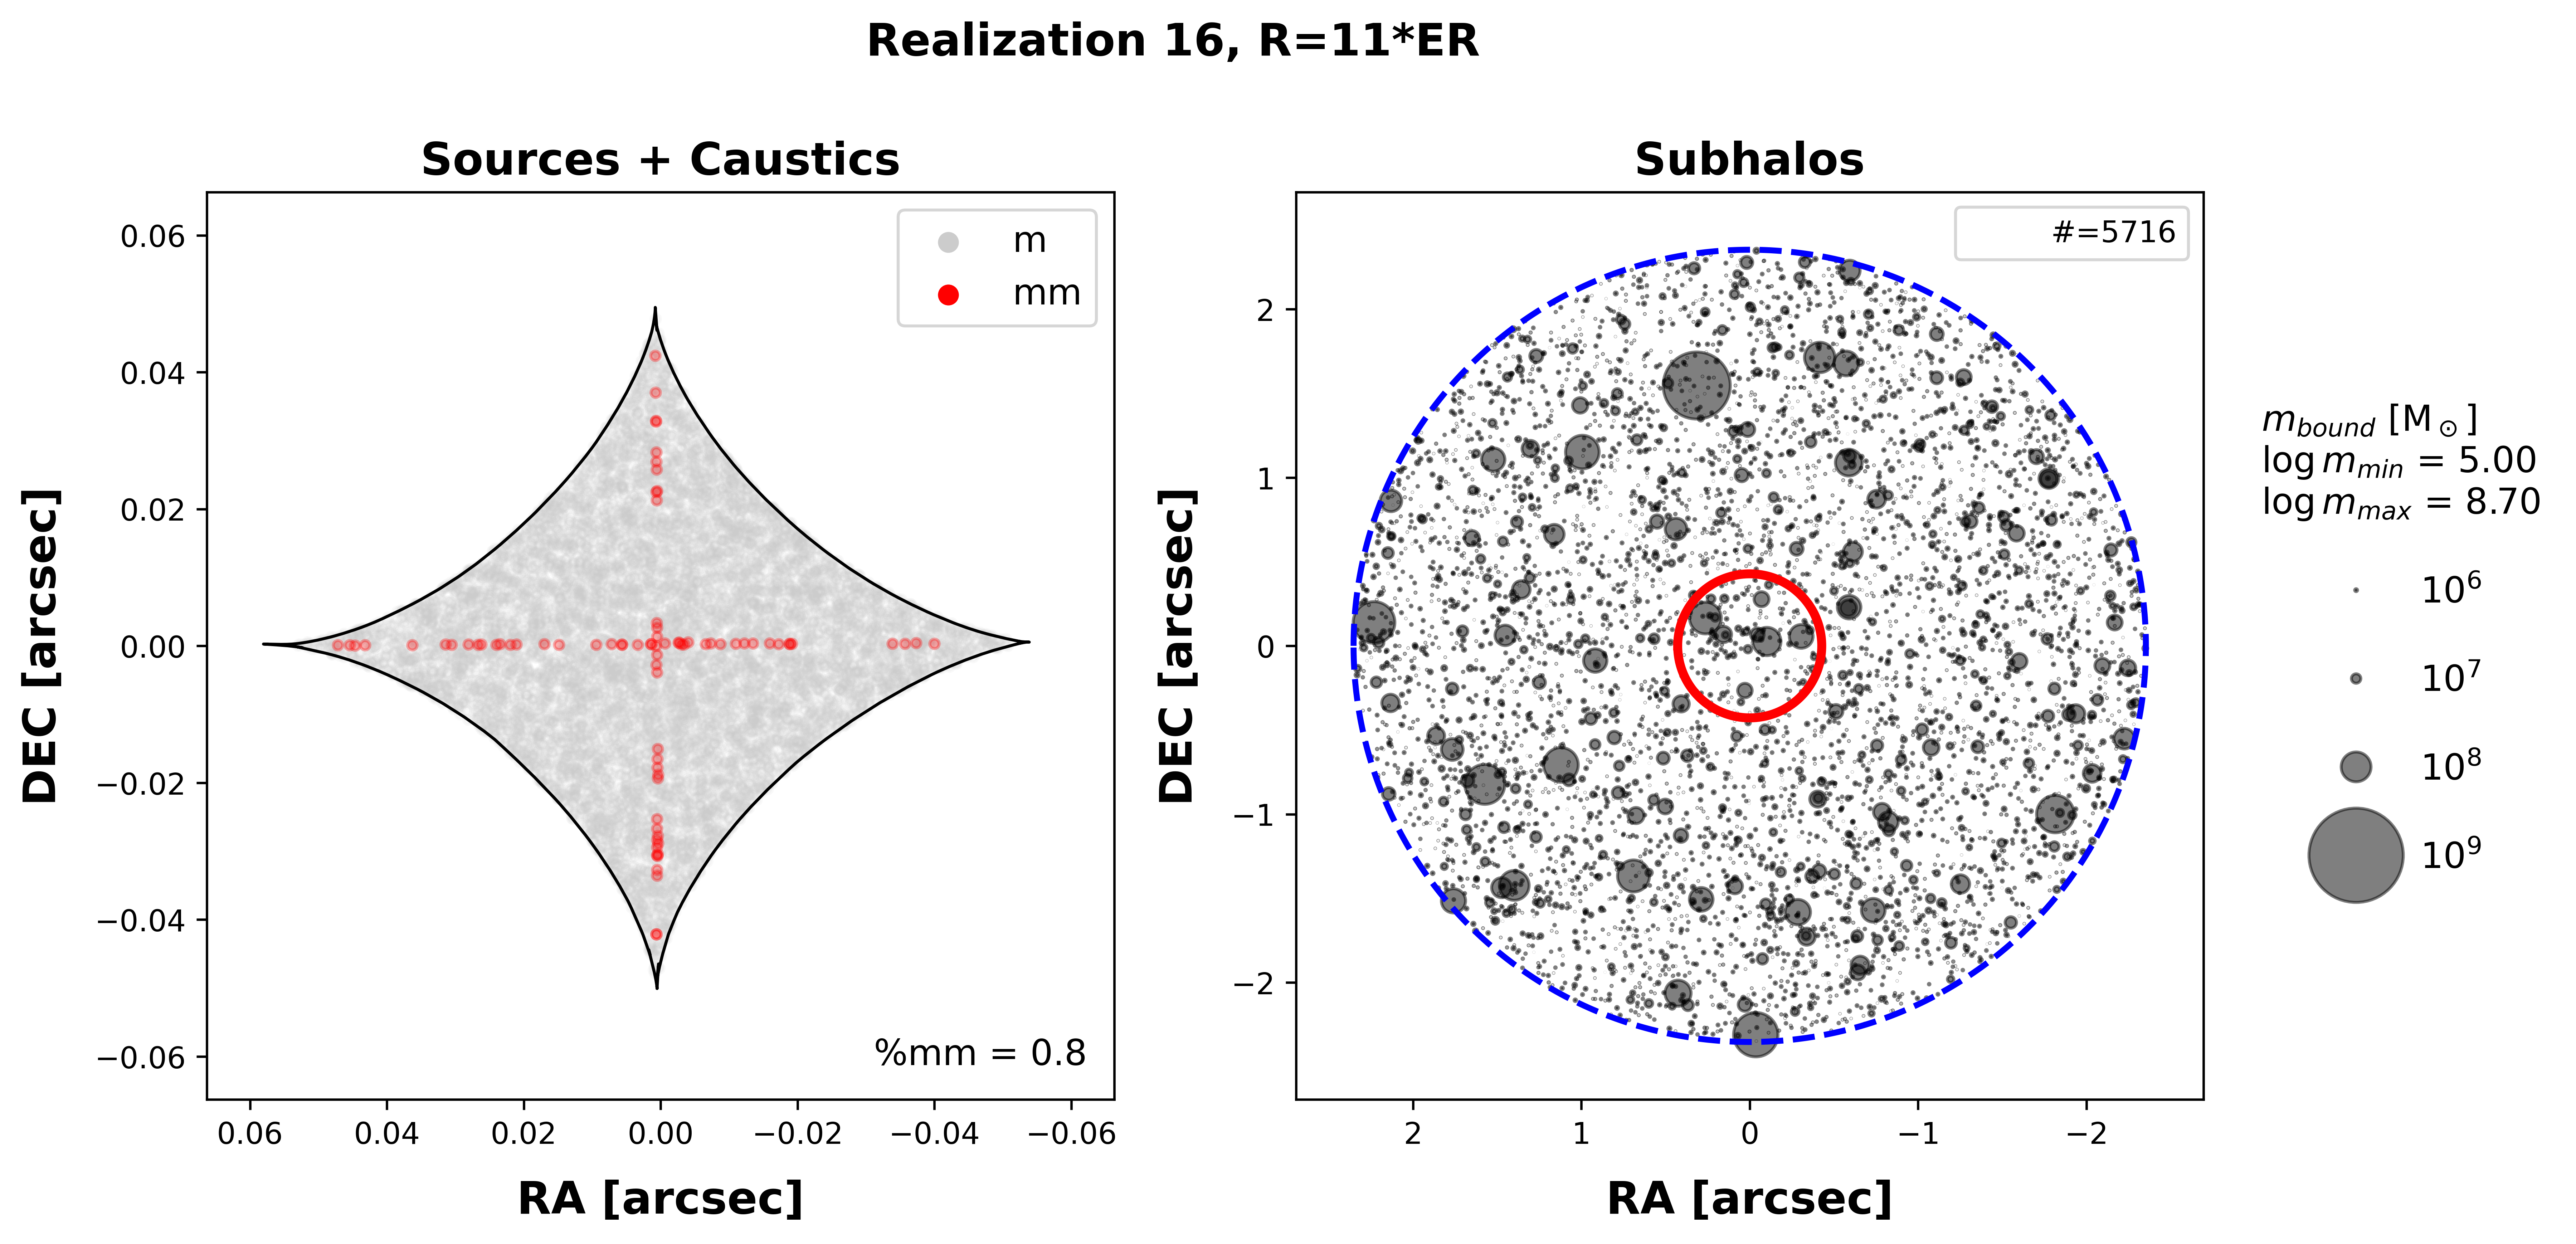 Realization 16, R=11*ER
Sources + Caustics
m
mm
0.06
0.04
0.02
0.00
−0.02
−0.04
−0.06
DEC [arcsec]
%mm = 0.8
0.06
0.04
0.02
0.00
−0.02
−0.04
−0.06
RA [arcsec]
Subhalos
#=5716
2
1
0
−1
−2
DEC [arcsec]
2
1
0
−1
−2
RA [arcsec]
m_bound [M_⊙]
log m_min = 5.00
log m_max = 8.70
10^6
10^7
10^8
10^9